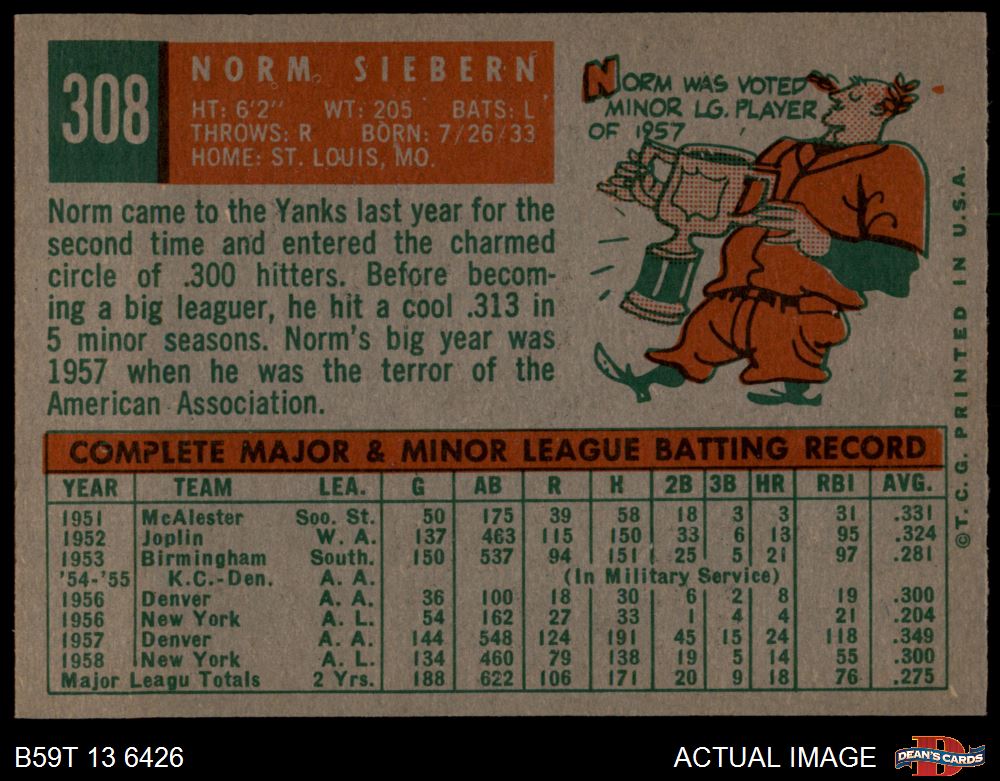 308
NORM SIEBERN
HT: 6'2" WT: 205 BATS: L
THROWS: R BORN: 7/26/33
HOME: ST. LOUIS, MO.
NORM WAS VOTED
MINOR LG. PLAYER
OF 1957
Norm came to the Yanks last year for the
second time and entered the charmed
circle of .300 hitters. Before becom-
ing a big leaguer, he hit a cool .313 in
5 minor seasons. Norm's big year was
1957 when he was the terror of the
American Association.
©T.C.G. PRINTED IN U.S.A.
COMPLETE MAJOR & MINOR LEAGUE BATTING RECORD
YEAR TEAM LEA. G AB R H 2B 3B HR RBI AVG.
1951 McAlester Soo. St. 50 175 39 58 18 3 3 31 .331
1952 Joplin W. A. 137 463 115 150 33 6 13 95 .324
1953 Birmingham South. 150 537 94 151 25 5 21 97 .281
'54-'55 K.C.-Den. A. A. (In Military Service)
1956 Denver A. A. 36 100 18 30 6 2 8 19 .300
1956 New York A. L. 54 162 27 33 1 4 4 21 .204
1957 Denver A. A. 144 548 124 191 45 15 24 118 .349
1958 New York A. L. 134 460 79 138 19 5 14 55 .300
Major Leagu Totals 2 Yrs. 188 622 106 171 20 9 18 76 .275
B59T 13 6426
ACTUAL IMAGE
D
DEAN'S CARDS